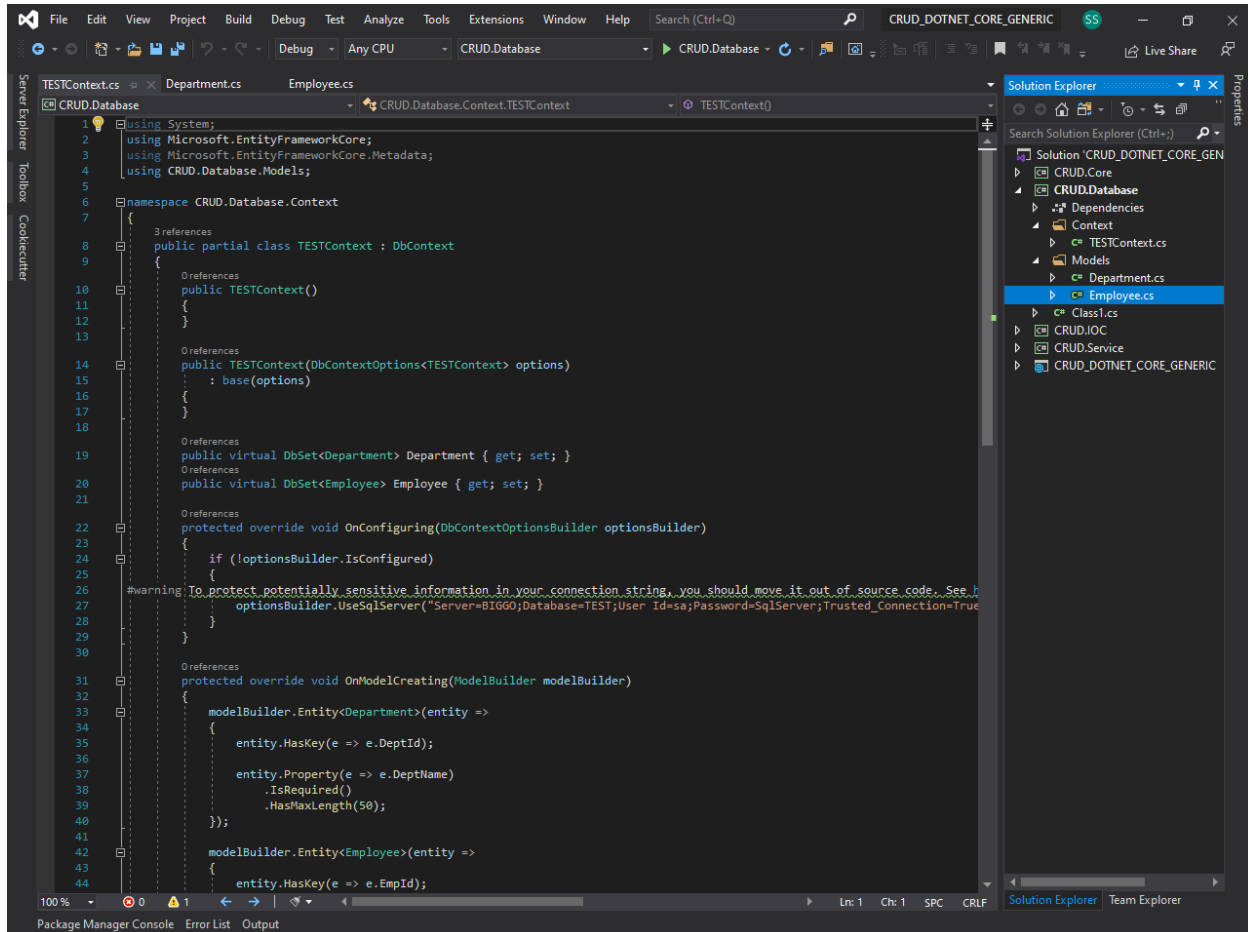 File Edit View Project Build Debug Test Analyze Tools Extensions Window Help Search (Ctrl+Q) CRUD_DOTNET_CORE_GENERIC SS
Debug Any CPU CRUD.Database CRUD.Database Live Share
Server Explorer
Toolbox
Cookiecutter
TESTContext.cs Department.cs Employee.cs
C# CRUD.Database CRUD.Database.Context.TESTContext TESTContext()
1 using System;
2 using Microsoft.EntityFrameworkCore;
3 using Microsoft.EntityFrameworkCore.Metadata;
4 using CRUD.Database.Models;
5
6 namespace CRUD.Database.Context
7 {
3 references
8 public partial class TESTContext : DbContext
9 {
0 references
10 public TESTContext()
11 {
12 }
13
0 references
14 public TESTContext(DbContextOptions<TESTContext> options)
15 : base(options)
16 {
17 }
18
0 references
19 public virtual DbSet<Department> Department { get; set; }
0 references
20 public virtual DbSet<Employee> Employee { get; set; }
21
0 references
22 protected override void OnConfiguring(DbContextOptionsBuilder optionsBuilder)
23 {
24 if (!optionsBuilder.IsConfigured)
25 {
26 #warning To protect potentially sensitive information in your connection string, you should move it out of source code. See h
27 optionsBuilder.UseSqlServer("Server=BIGGO;Database=TEST;User Id=sa;Password=SqlServer;Trusted_Connection=True
28 }
29 }
30
0 references
31 protected override void OnModelCreating(ModelBuilder modelBuilder)
32 {
33 modelBuilder.Entity<Department>(entity =>
34 {
35 entity.HasKey(e => e.DeptId);
36
37 entity.Property(e => e.DeptName)
38 .IsRequired()
39 .HasMaxLength(50);
40 });
41
42 modelBuilder.Entity<Employee>(entity =>
43 {
44 entity.HasKey(e => e.EmpId);
100 % 0 1 Ln: 1 Ch: 1 SPC CRLF
Package Manager Console Error List Output
Solution Explorer
Search Solution Explorer (Ctrl+;)
Solution 'CRUD_DOTNET_CORE_GEN
C# CRUD.Core
C# CRUD.Database
Dependencies
Context
C# TESTContext.cs
Models
C# Department.cs
C# Employee.cs
C# Class1.cs
C# CRUD.IOC
C# CRUD.Service
CRUD_DOTNET_CORE_GENERIC
Solution Explorer Team Explorer
Properties